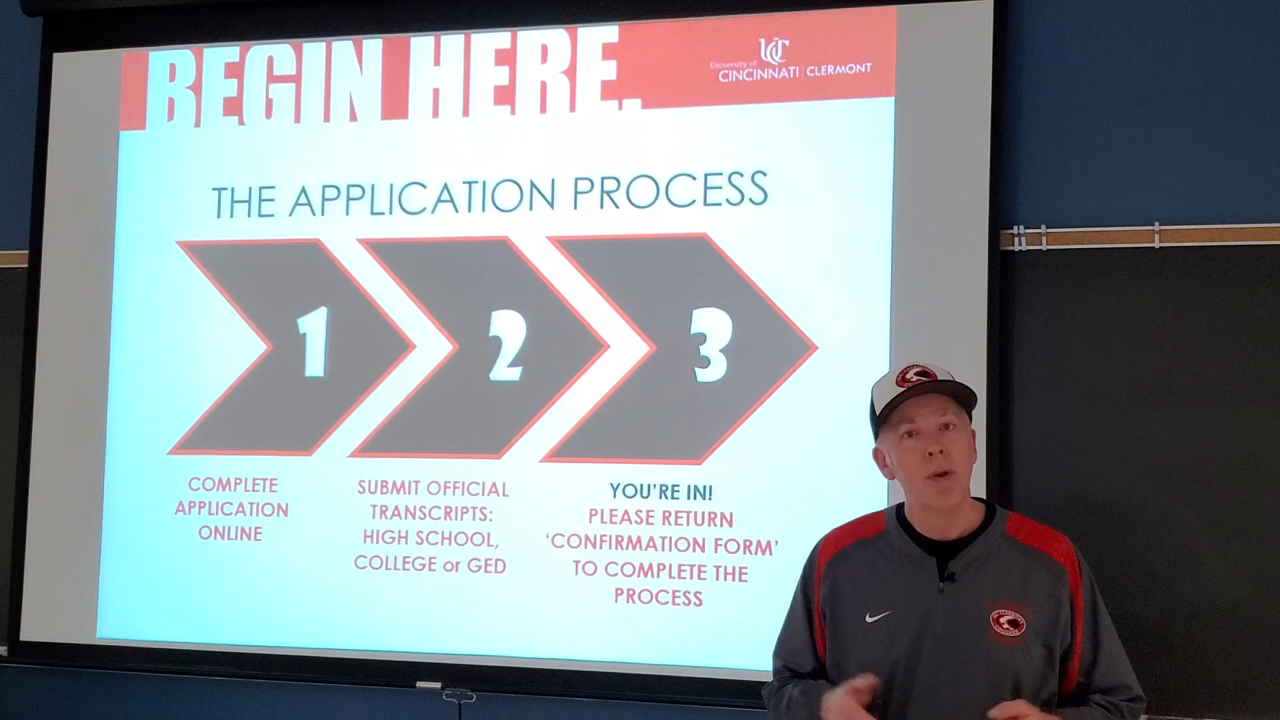 BEGIN HERE.
UC
University of
CINCINNATI | CLERMONT
THE APPLICATION PROCESS
1
2
3
COMPLETE
APPLICATION
ONLINE
SUBMIT OFFICIAL
TRANSCRIPTS:
HIGH SCHOOL,
COLLEGE or GED
YOU'RE IN!
PLEASE RETURN
'CONFIRMATION FORM'
TO COMPLETE THE
PROCESS